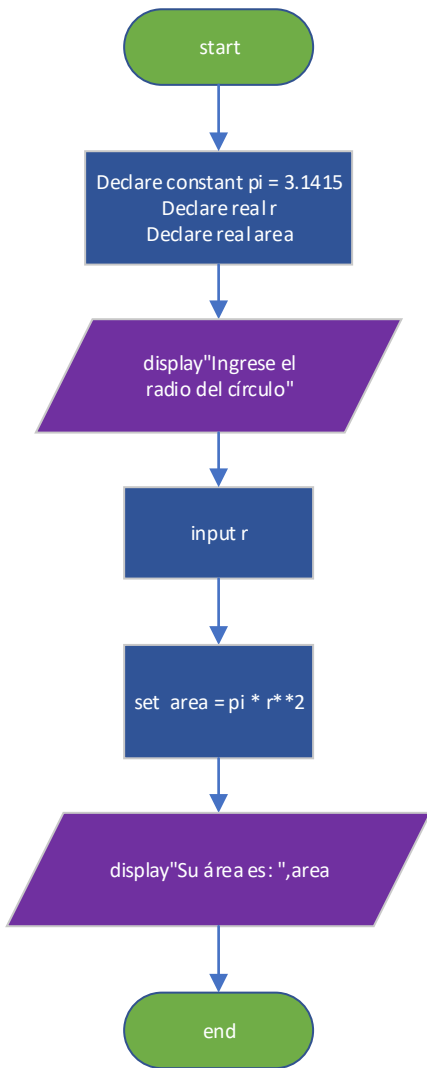 start
Declare constant pi = 3.1415
Declare real r
Declare real area
display"Ingrese el
radio del círculo"
input r
set  area = pi * r**2
display"Su área es: ",area
end